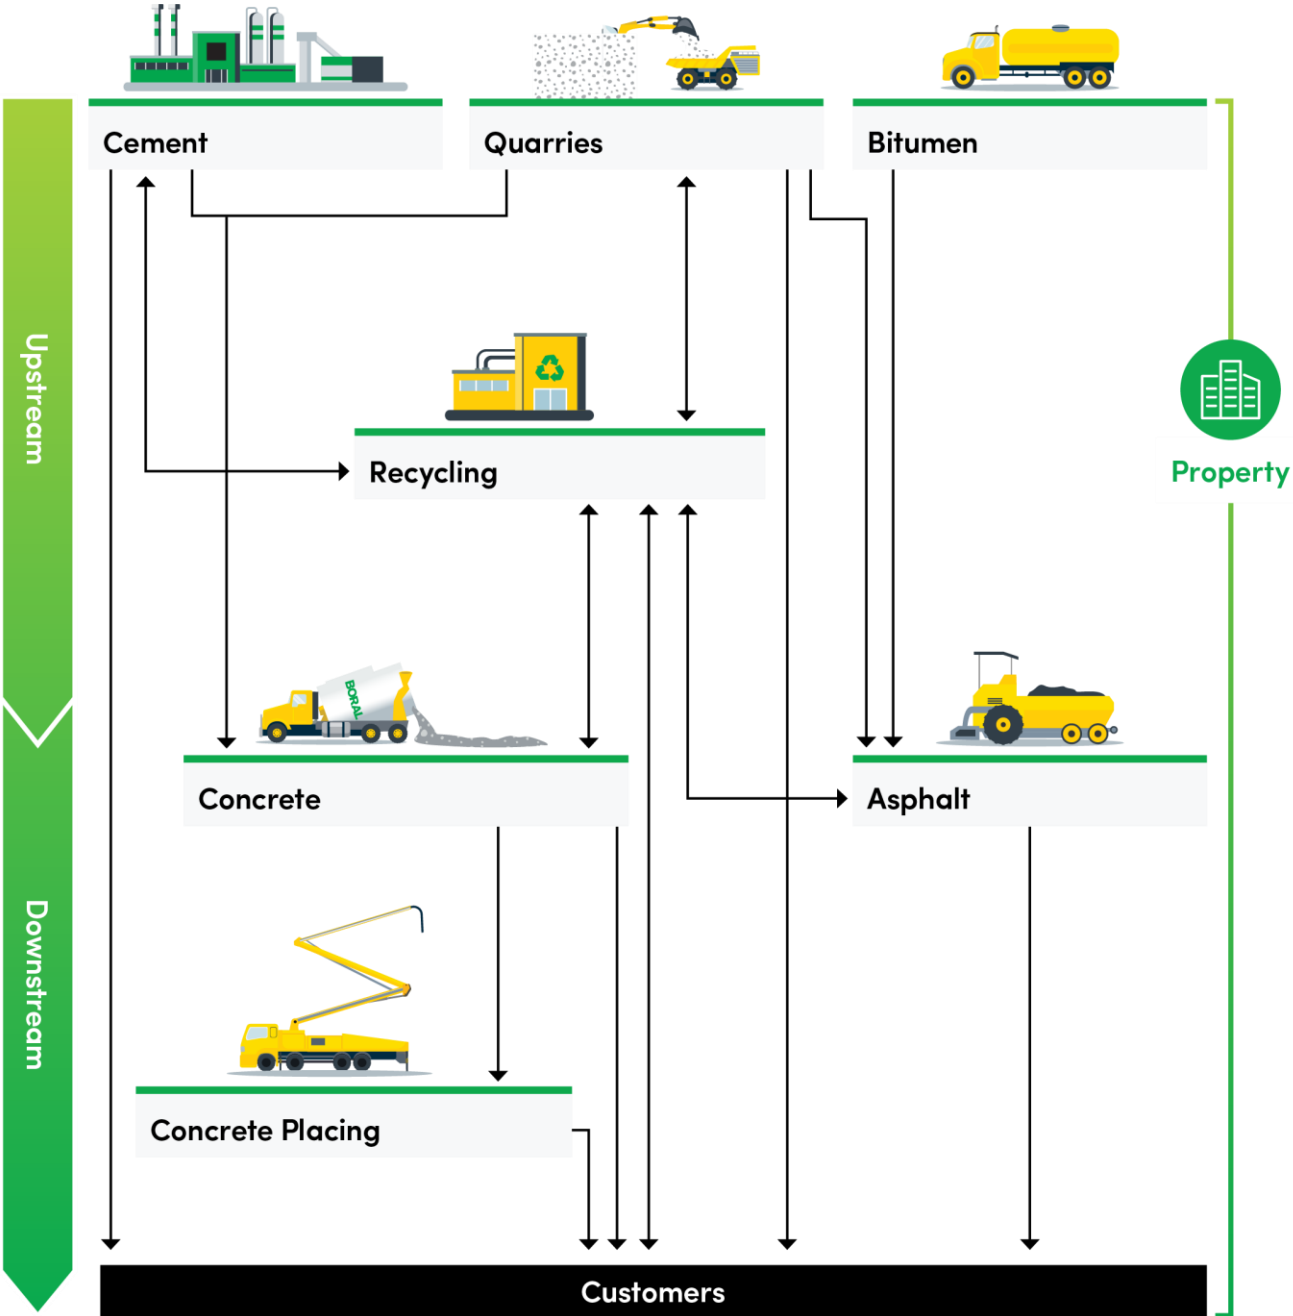 Cement
Quarries
Bitumen
Upstream
Recycling
Property
BORAL
Concrete
Asphalt
Downstream
Concrete Placing
Customers